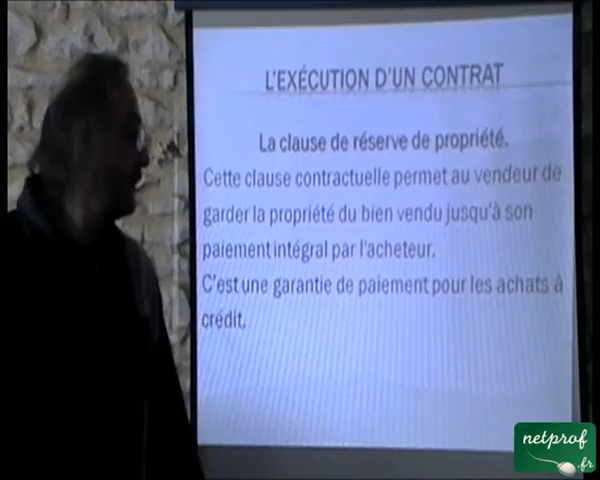 L'EXÉCUTION D'UN CONTRAT
La clause de réserve de propriété.
Cette clause contractuelle permet au vendeur de
garder la propriété du bien vendu jusqu'à son
paiement intégral par l'acheteur.
C'est une garantie de paiement pour les achats à
crédit.
netprof
.fr